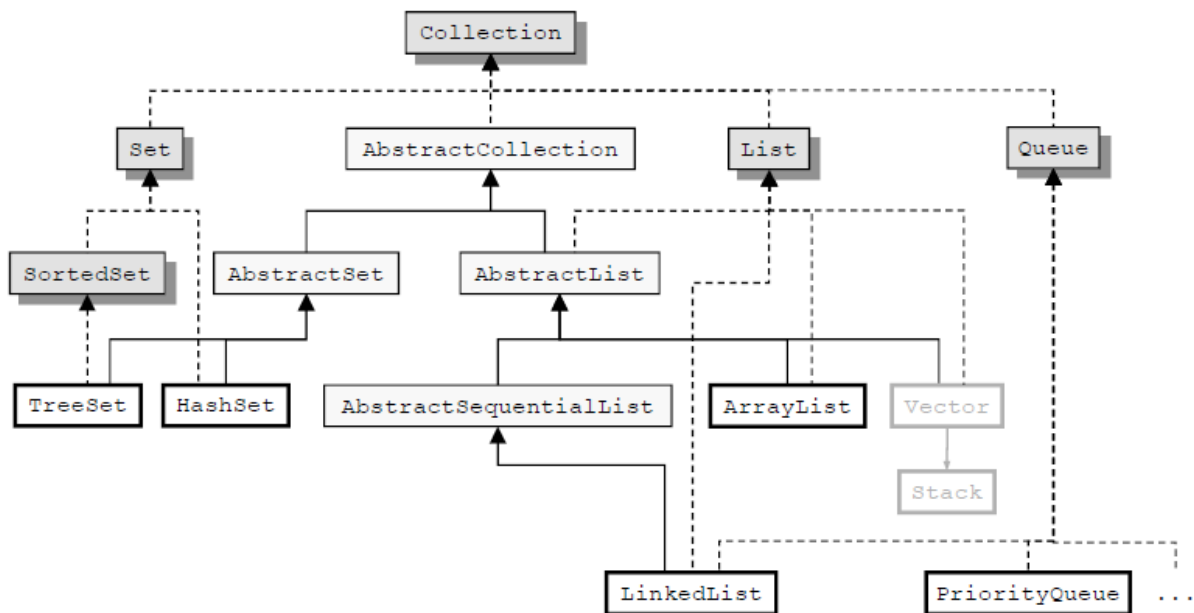 Collection
Set
AbstractCollection
List
Queue
SortedSet
AbstractSet
AbstractList
TreeSet
HashSet
AbstractSequentialList
ArrayList
Vector
Stack
LinkedList
PriorityQueue
...